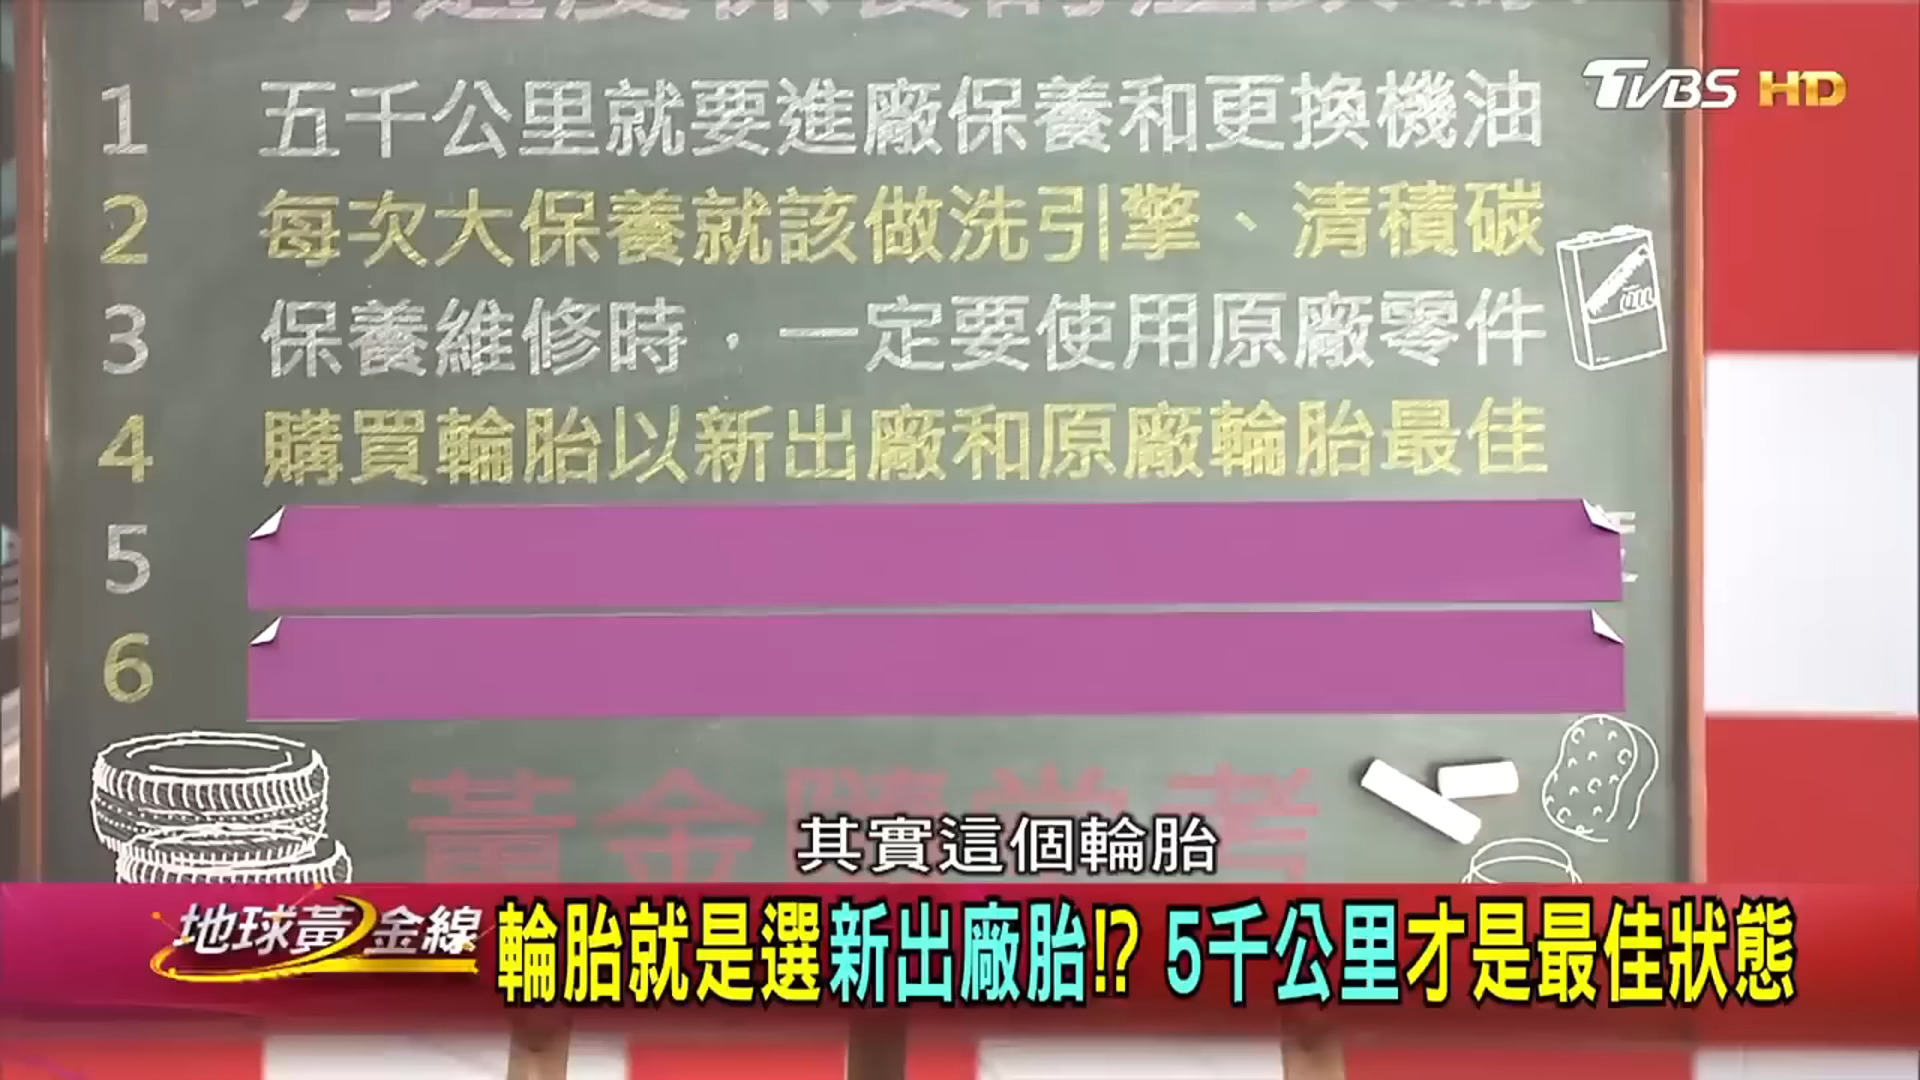 1 五千公里就要進廠保養和更換機油
TVBS HD
2 每次大保養就該做洗引擎、清積碳
3 保養維修時，一定要使用原廠零件
OIL
4 購買輪胎以新出廠和原廠輪胎最佳
5
6
其實這個輪胎
地球黃金線
輪胎就是選新出廠胎!? 5千公里才是最佳狀態